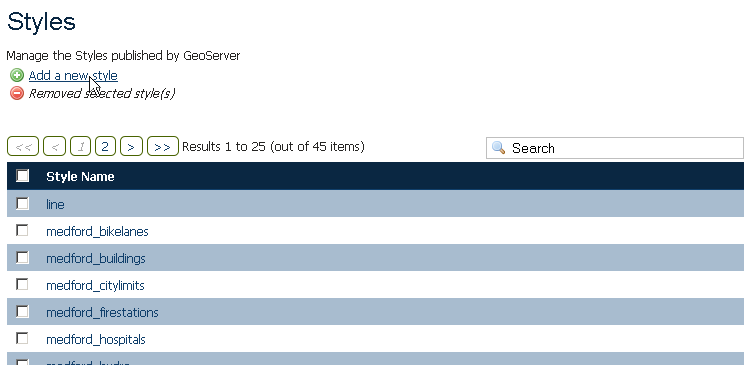 Styles
Manage the Styles published by GeoServer
Add a new style
Removed selected style(s)
<< < 1 2 > >> Results 1 to 25 (out of 45 items) Search
Style Name
line
medford_bikelanes
medford_buildings
medford_citylimits
medford_firestations
medford_hospitals